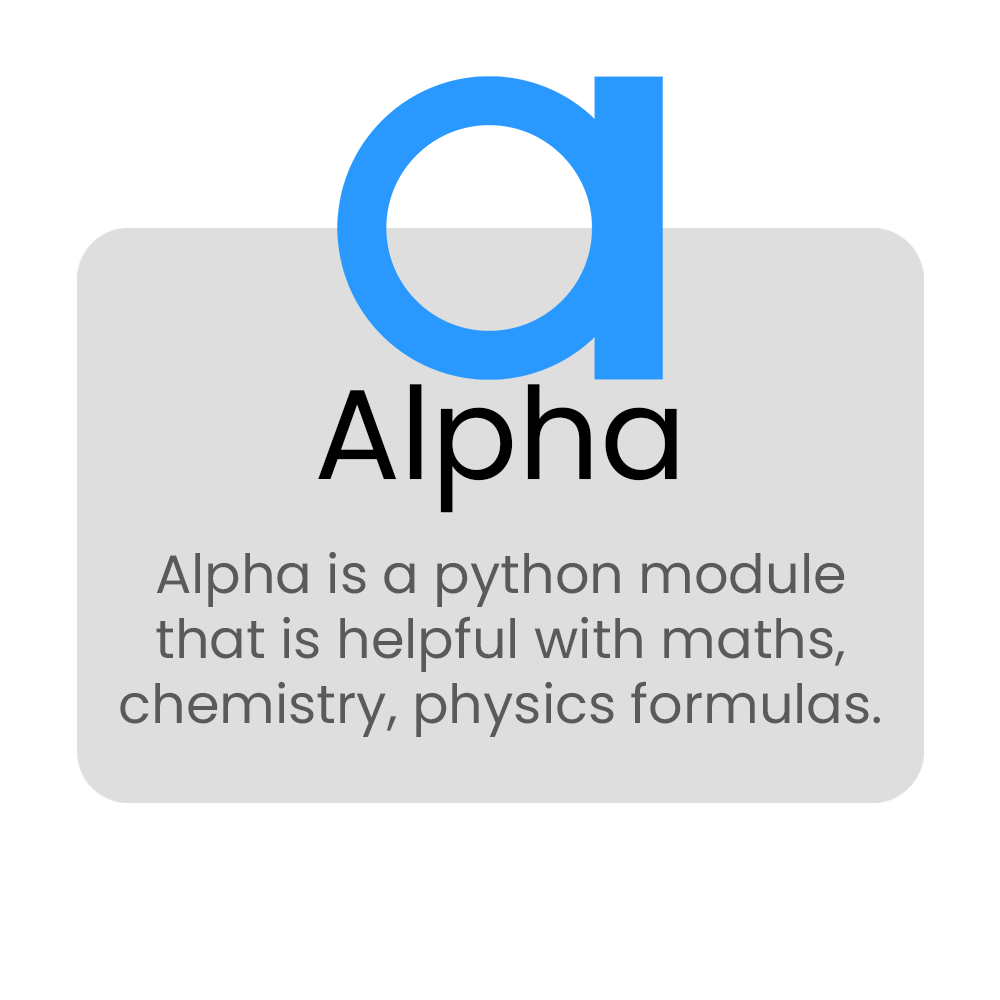 a
Alpha
Alpha is a python module
that is helpful with maths,
chemistry, physics formulas.